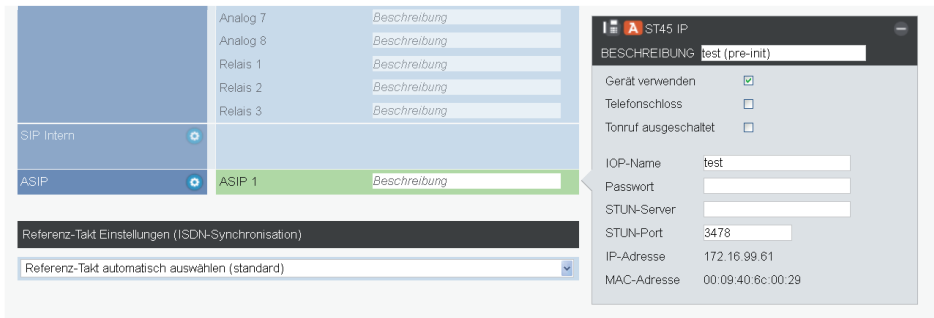 Analog 7 Beschreibung
Analog 8 Beschreibung
Relais 1 Beschreibung
Relais 2 Beschreibung
Relais 3 Beschreibung
SIP Intern
ASIP ASIP 1 Beschreibung
Referenz-Takt Einstellungen (ISDN-Synchronisation)
Referenz-Takt automatisch auswählen (standard)
A ST45 IP
BESCHREIBUNG test (pre-init)
Gerät verwenden
Telefonschloss
Tonruf ausgeschaltet
IOP-Name test
Passwort
STUN-Server
STUN-Port 3478
IP-Adresse 172.16.99.61
MAC-Adresse 00:09:40:6c:00:29